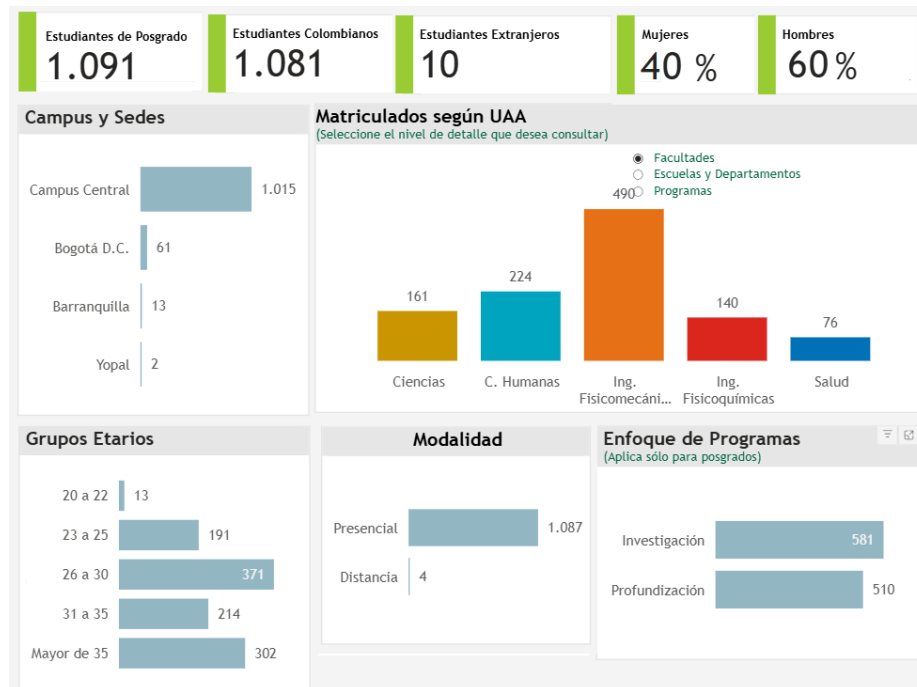 Estudiantes de Posgrado
1.091
Estudiantes Colombianos
1.081
Estudiantes Extranjeros
10
Mujeres
40 %
Hombres
60%
Campus y Sedes
Campus Central 1.015
Bogotá D.C. 61
Barranquilla 13
Yopal 2
Matriculados según UAA
(Seleccione el nivel de detalle que desea consultar)
Facultades
Escuelas y Departamentos
Programas
490
224
161
140
76
Ciencias
C. Humanas
Ing.
Fisicomecáni...
Ing.
Fisicoquímicas
Salud
Grupos Etarios
20 a 22 13
23 a 25 191
26 a 30 371
31 a 35 214
Mayor de 35 302
Modalidad
Presencial 1.087
Distancia 4
Enfoque de Programas
(Aplica sólo para posgrados)
Investigación 581
Profundización 510